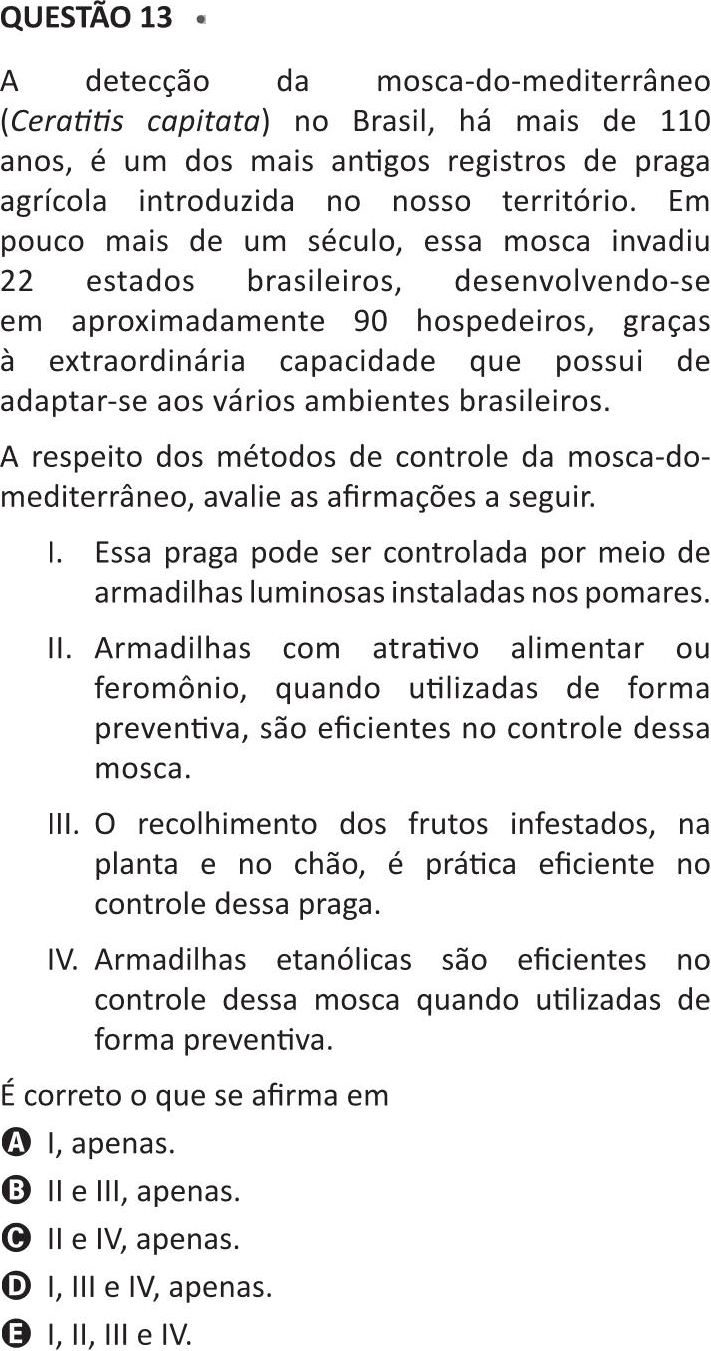 QUESTÃO 13
A detecção da mosca-do-mediterrâneo
(Ceratitis capitata) no Brasil, há mais de 110
anos, é um dos mais antigos registros de praga
agrícola introduzida no nosso território. Em
pouco mais de um século, essa mosca invadiu
22 estados brasileiros, desenvolvendo-se
em aproximadamente 90 hospedeiros, graças
à extraordinária capacidade que possui de
adaptar-se aos vários ambientes brasileiros.
A respeito dos métodos de controle da mosca-do-
mediterrâneo, avalie as afirmações a seguir.
I. Essa praga pode ser controlada por meio de
armadilhas luminosas instaladas nos pomares.
II. Armadilhas com atrativo alimentar ou
feromônio, quando utilizadas de forma
preventiva, são eficientes no controle dessa
mosca.
III. O recolhimento dos frutos infestados, na
planta e no chão, é prática eficiente no
controle dessa praga.
IV. Armadilhas etanólicas são eficientes no
controle dessa mosca quando utilizadas de
forma preventiva.
É correto o que se afirma em
A I, apenas.
B II e III, apenas.
C II e IV, apenas.
D I, III e IV, apenas.
E I, II, III e IV.